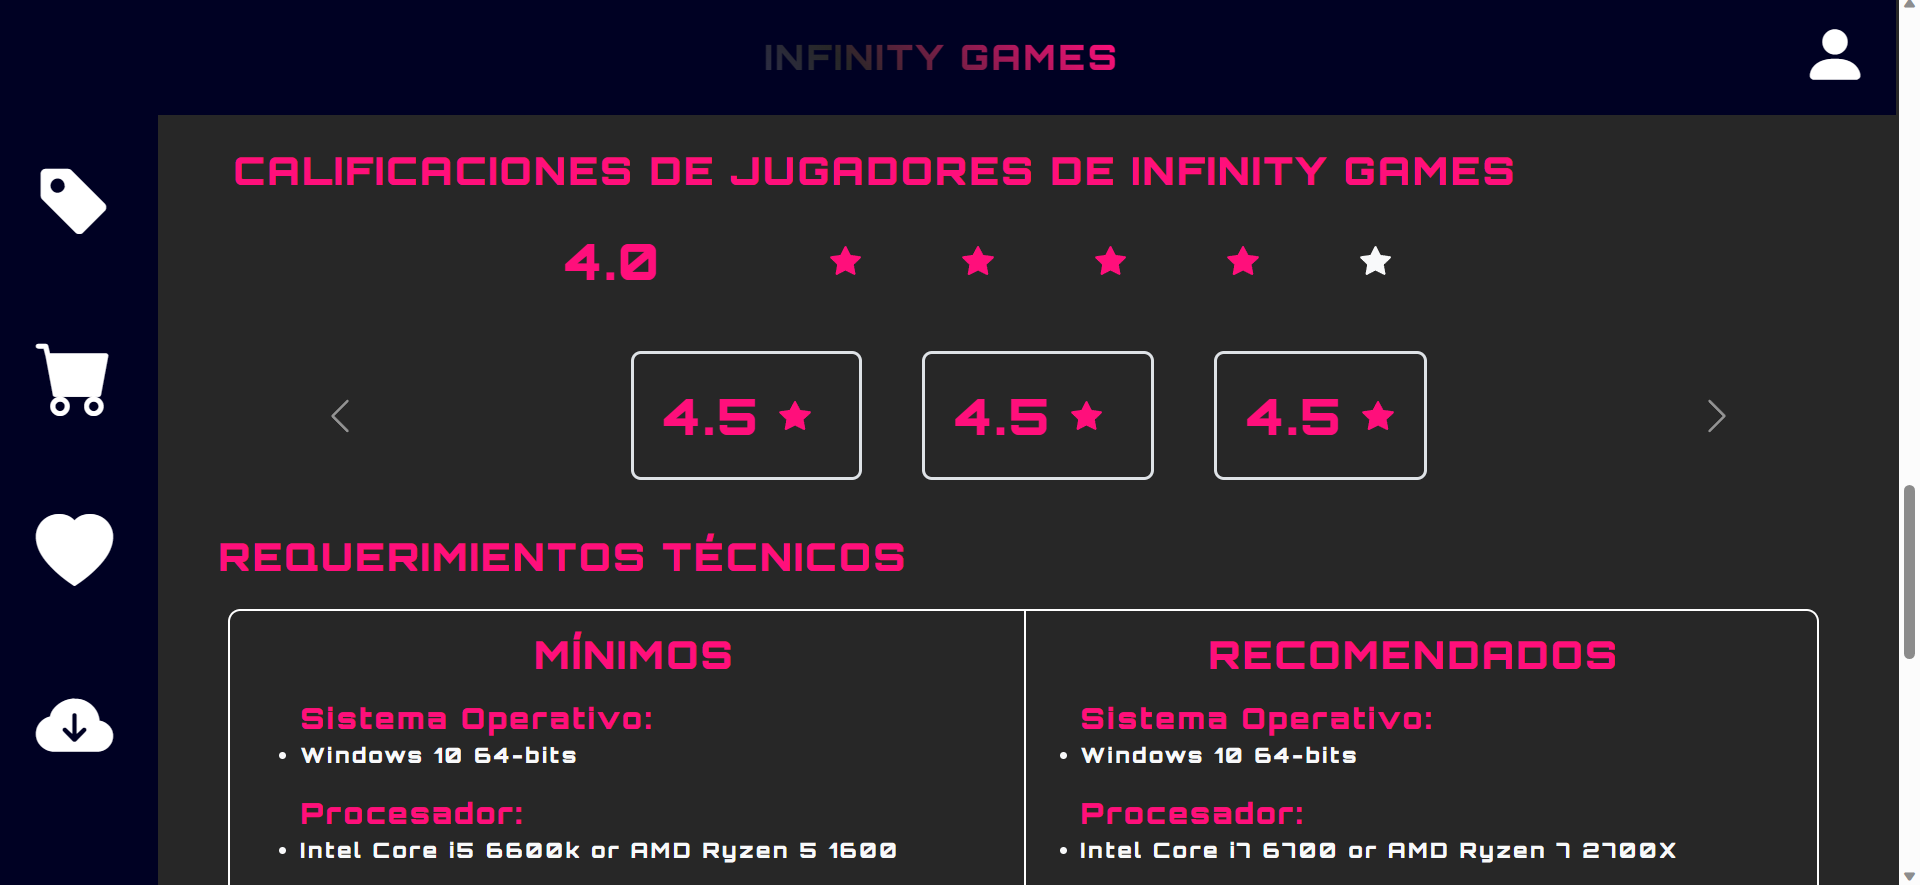 INFINITY GAMES
CALIFICACIONES DE JUGADORES DE INFINITY GAMES
4.0
4.5 4.5 4.5
REQUERIMIENTOS TÉCNICOS
MÍNIMOS
Sistema Operativo:
Windows 10 64-bits
Procesador:
Intel Core i5 6600k or AMD Ryzen 5 1600
RECOMENDADOS
Sistema Operativo:
Windows 10 64-bits
Procesador:
Intel Core i7 6700 or AMD Ryzen 7 2700X